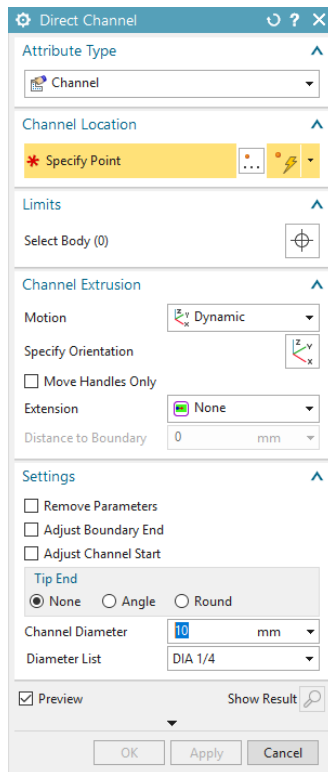 Direct Channel
Attribute Type
Channel
Channel Location
* Specify Point
Limits
Select Body (0)
Channel Extrusion
Motion Dynamic
Specify Orientation
Move Handles Only
Extension None
Distance to Boundary 0 mm
Settings
Remove Parameters
Adjust Boundary End
Adjust Channel Start
Tip End
None Angle Round
Channel Diameter 10 mm
Diameter List DIA 1/4
Preview Show Result
OK Apply Cancel